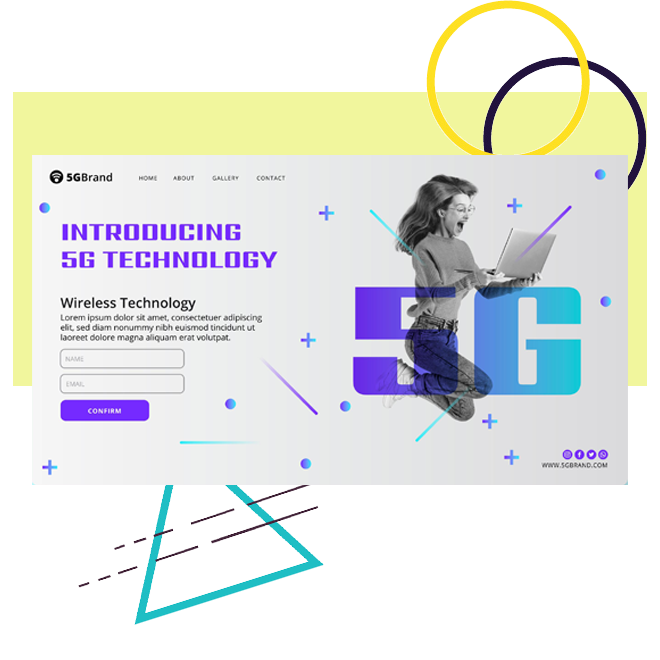 5GBrand
HOME ABOUT GALLERY CONTACT
INTRODUCING
5G TECHNOLOGY
Wireless Technology
Lorem ipsum dolor sit amet, consectetuer adipiscing
elit, sed diam nonummy nibh euismod tincidunt ut
laoreet dolore magna aliquam erat volutpat.
NAME
EMAIL
CONFIRM
5G
WWW.5GBRAND.COM